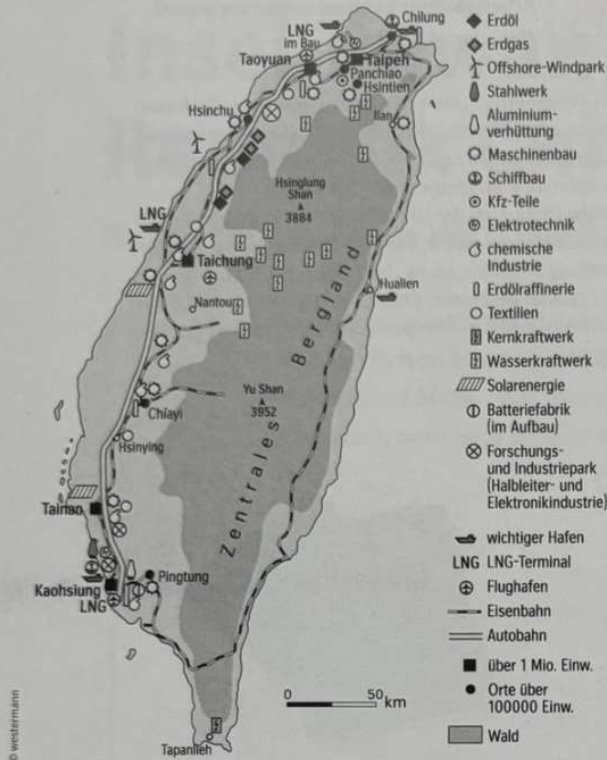 LNG
im Bau
Chilung
Taoyuan
Taipeh
Panchiao
Hsintien
Hsinchu
Ilan
Hsinglung
Shan
3884
LNG
Taichung
Nantou
Hualien
Zentrales Bergland
Yu Shan
3952
Chiayi
Hsinying
Tainan
Pingtung
Kaohsiung
LNG
Tapanlieh
0 50
km
© westermann
Erdöl
Erdgas
Offshore-Windpark
Stahlwerk
Aluminium-
verhüttung
Maschinenbau
Schiffbau
Kfz-Teile
Elektrotechnik
chemische
Industrie
Erdölraffinerie
Textilien
Kernkraftwerk
Wasserkraftwerk
Solarenergie
Batteriefabrik
(im Aufbau)
Forschungs-
und Industriepark
(Halbleiter- und
Elektronikindustrie)
wichtiger Hafen
LNG LNG-Terminal
Flughafen
Eisenbahn
Autobahn
über 1 Mio. Einw.
Orte über
100000 Einw.
Wald